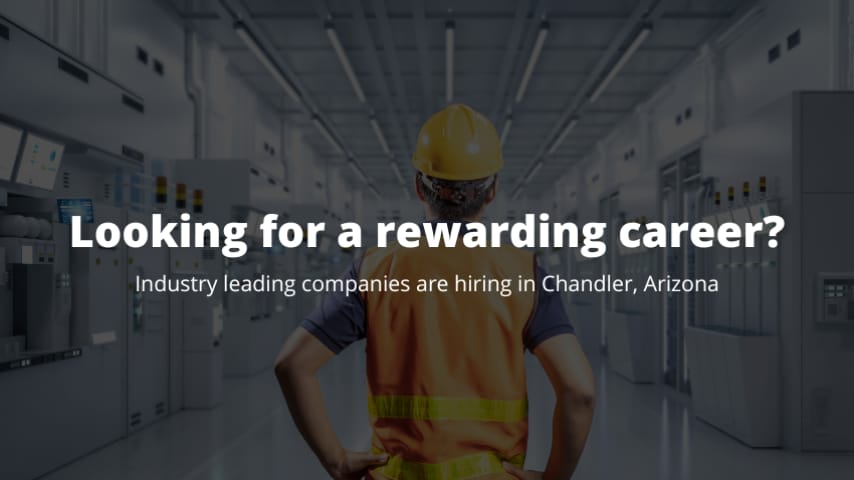 Looking for a rewarding career?
Industry leading companies are hiring in Chandler, Arizona